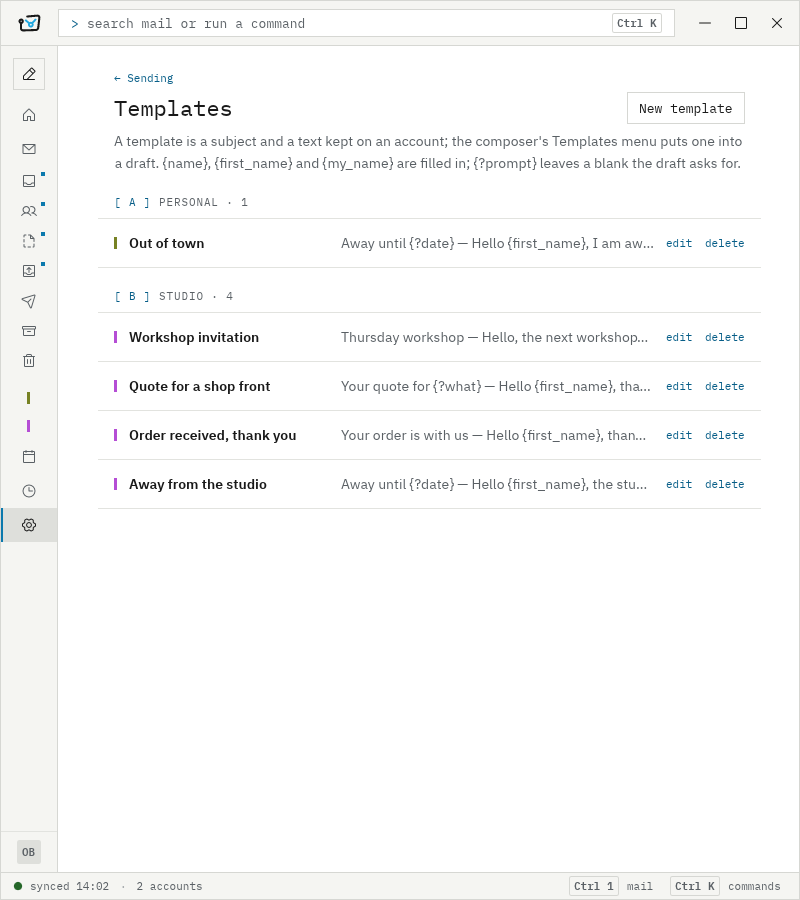 > search mail or run a command Ctrl K
← Sending
Templates
New template
A template is a subject and a text kept on an account; the composer's Templates menu puts one into
a draft. {name}, {first_name} and {my_name} are filled in; {?prompt} leaves a blank the draft asks for.
[ A ] PERSONAL · 1
Out of town Away until {?date} — Hello {first_name}, I am aw... edit delete
[ B ] STUDIO · 4
Workshop invitation Thursday workshop — Hello, the next workshop... edit delete
Quote for a shop front Your quote for {?what} — Hello {first_name}, tha... edit delete
Order received, thank you Your order is with us — Hello {first_name}, than... edit delete
Away from the studio Away until {?date} — Hello {first_name}, the stu... edit delete
OB
synced 14:02 · 2 accounts Ctrl 1 mail Ctrl K commands